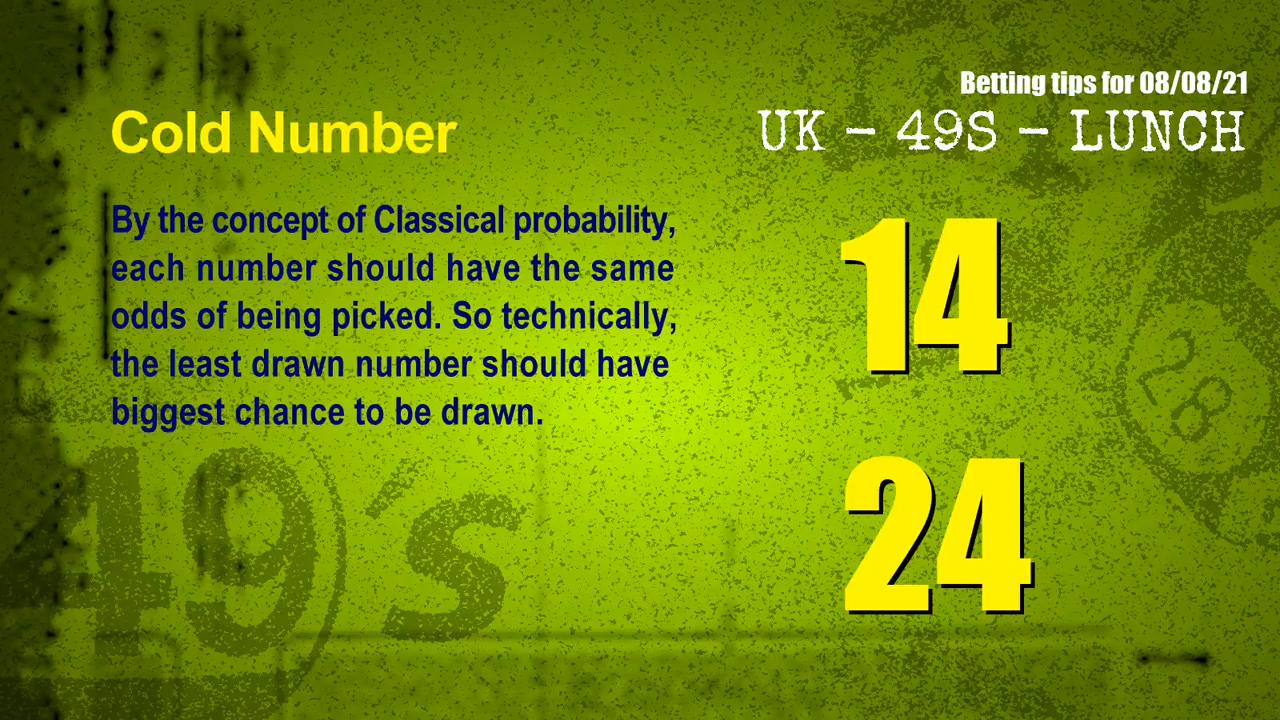 Betting tips for 08/08/21
UK - 49S - LUNCH
Cold Number
By the concept of Classical probability,
each number should have the same
odds of being picked. So technically,
the least drawn number should have
biggest chance to be drawn.
14
24
49's
28